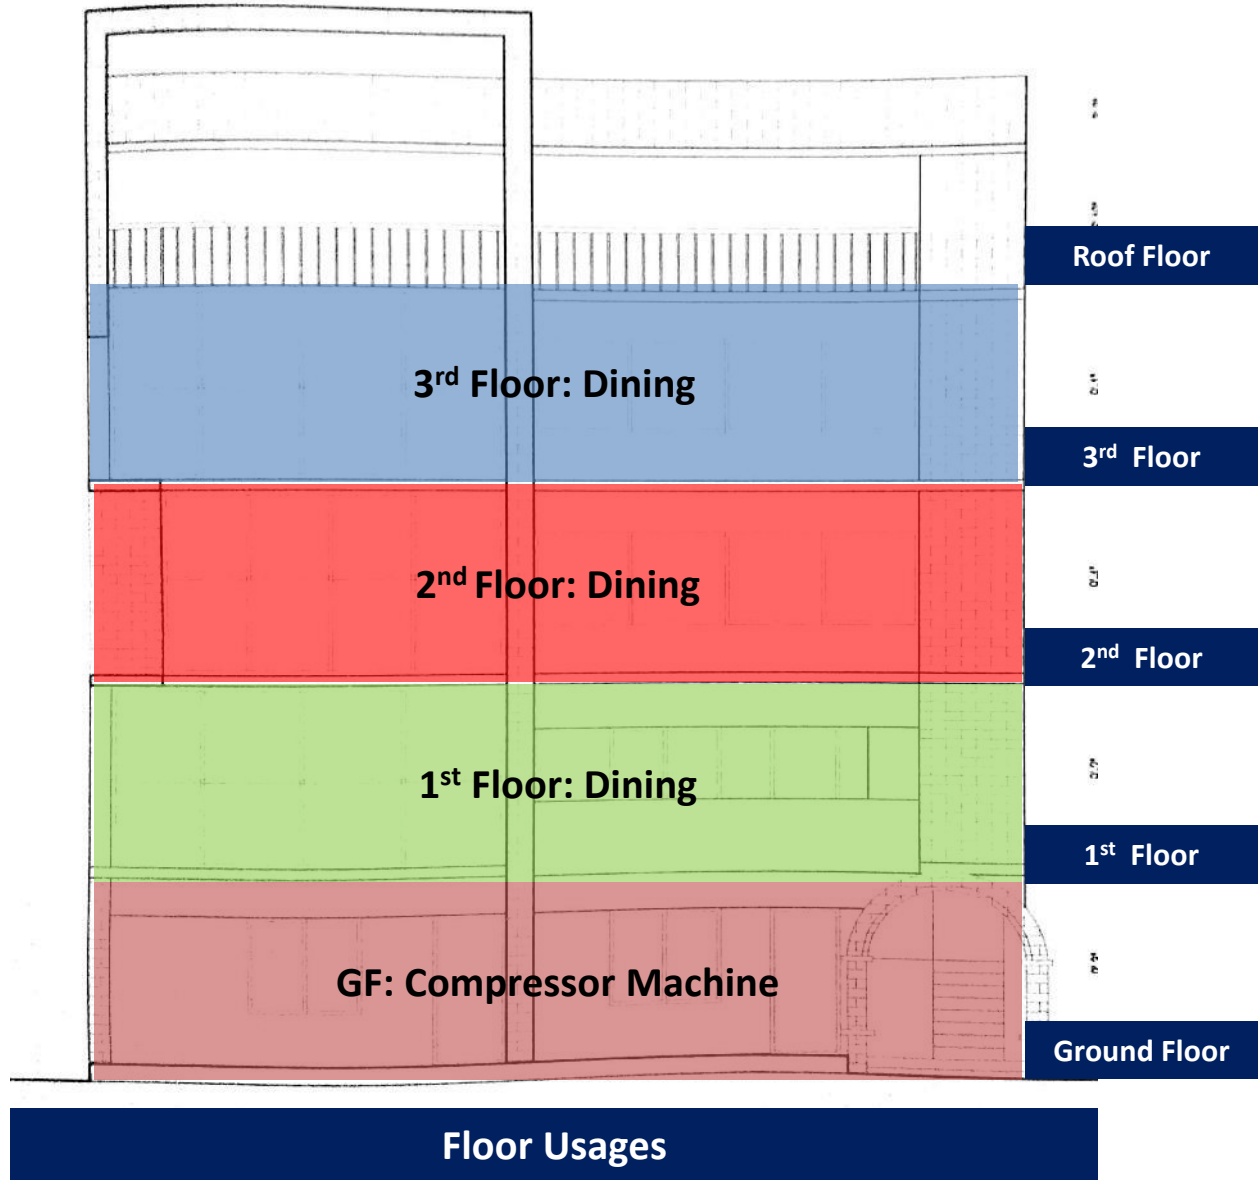 Roof Floor
3rd Floor: Dining
3rd Floor
2nd Floor: Dining
2nd Floor
1st Floor: Dining
1st Floor
GF: Compressor Machine
Ground Floor
Floor Usages